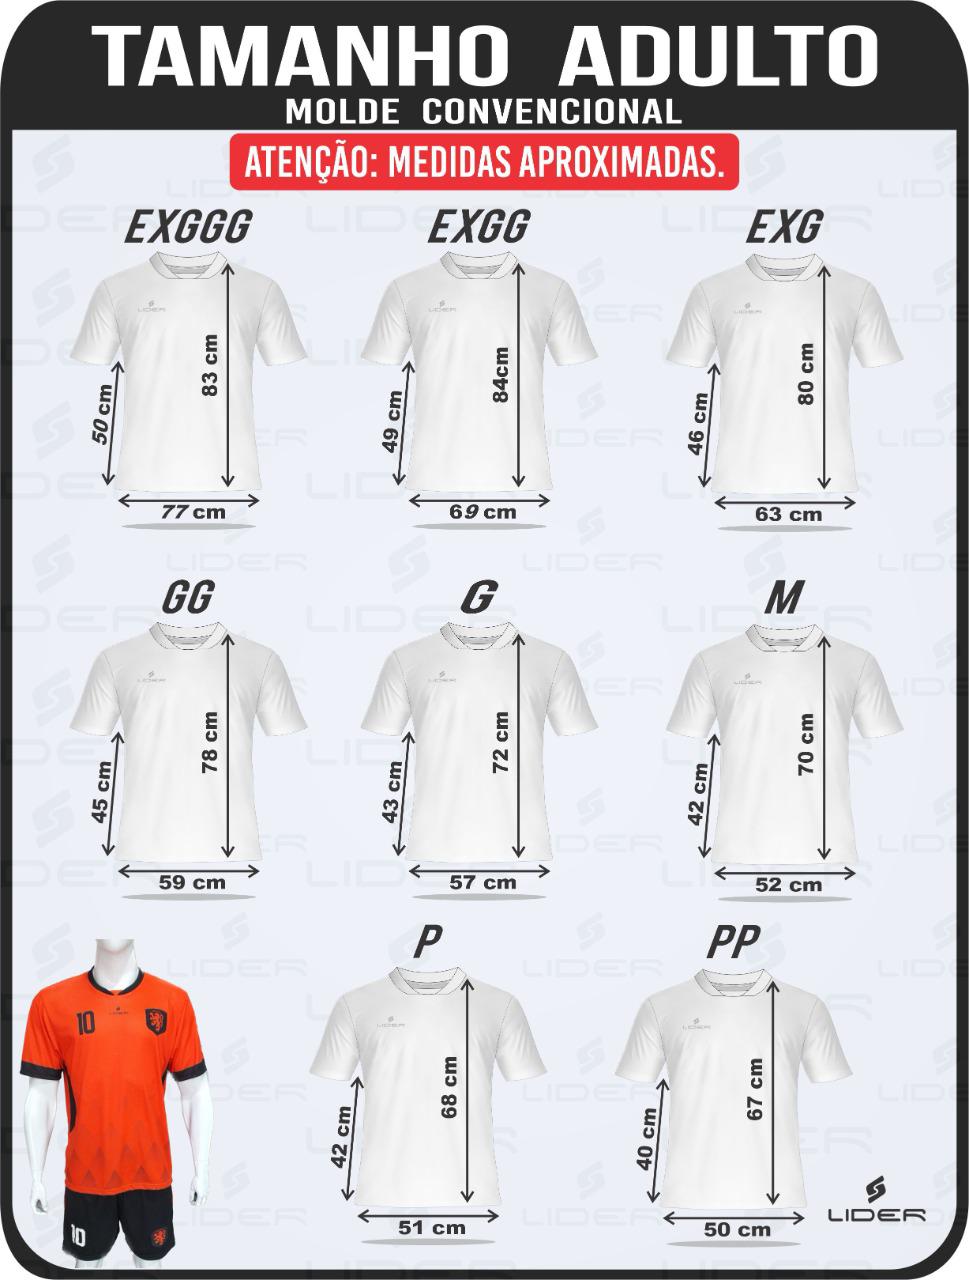 TAMANHO ADULTO
MOLDE CONVENCIONAL
ATENÇÃO: MEDIDAS APROXIMADAS.
EXGGG
LIDER
83 cm
50 cm
77 cm
EXGG
LIDER
84cm
49 cm
69 cm
EXG
LIDER
80 cm
46 cm
63 cm
GG
LIDER
78 cm
45 cm
59 cm
G
LIDER
72 cm
43 cm
57 cm
M
LIDER
70 cm
42 cm
52 cm
10
LIDER
10
P
LIDER
68 cm
42 cm
51 cm
PP
LIDER
67 cm
40 cm
50 cm
LIDER